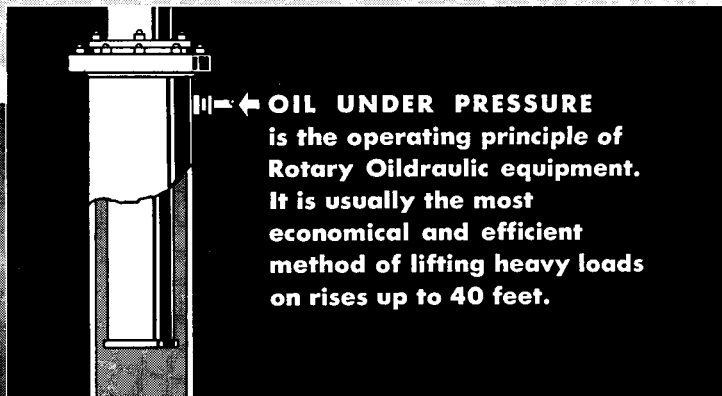 OIL UNDER PRESSURE
is the operating principle of
Rotary Oildraulic equipment.
It is usually the most
economical and efficient
method of lifting heavy loads
on rises up to 40 feet.